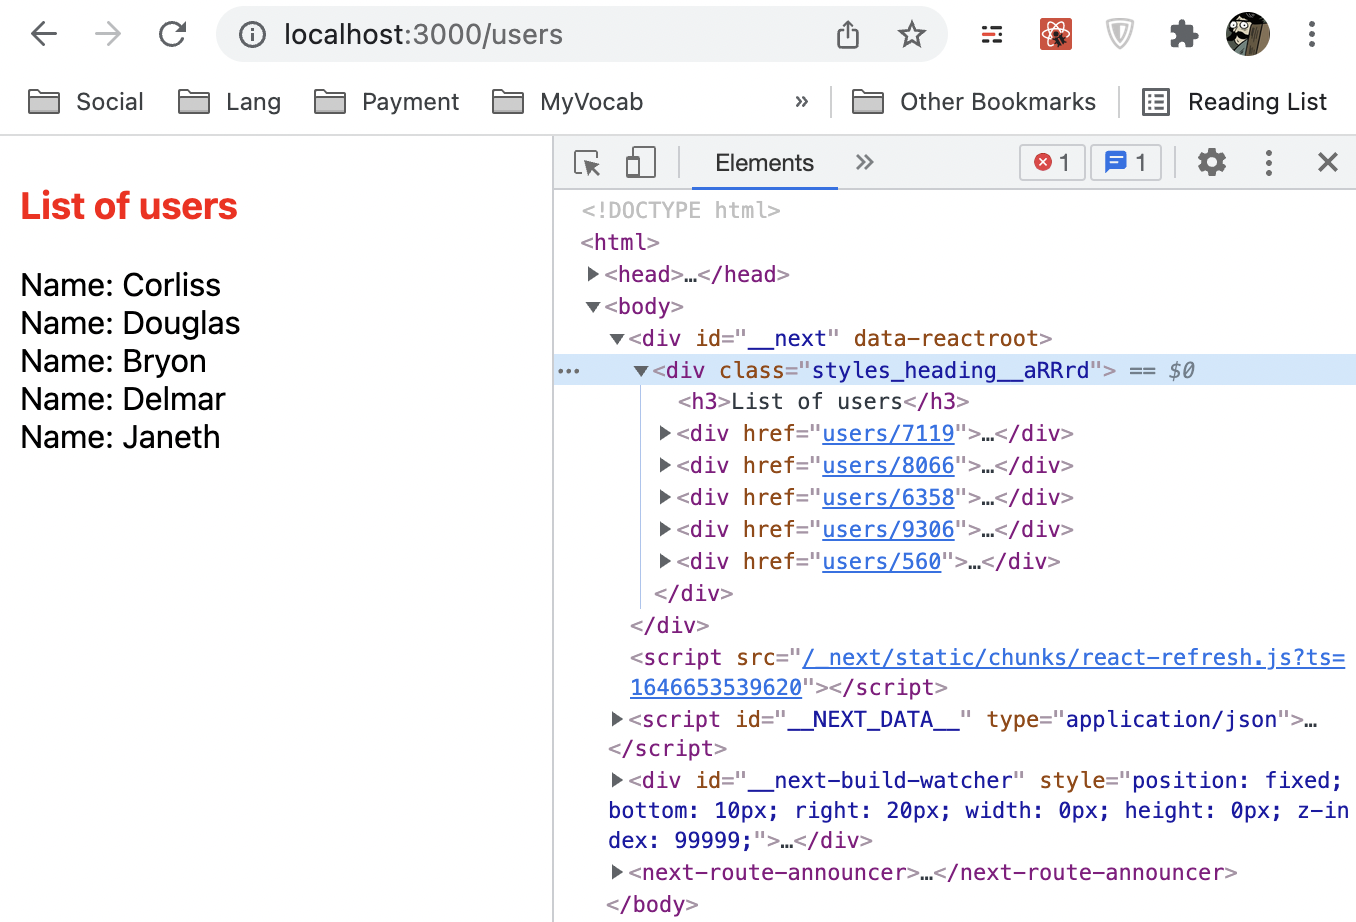 localhost:3000/users
Social Lang Payment MyVocab » Other Bookmarks Reading List
List of users
Name: Corliss
Name: Douglas
Name: Bryon
Name: Delmar
Name: Janeth
Elements 1 1
<!DOCTYPE html>
<html>
<head>…</head>
<body>
<div id="__next" data-reactroot>
<div class="styles_heading__aRRrd"> == $0
<h3>List of users</h3>
<div href="users/7119">…</div>
<div href="users/8066">…</div>
<div href="users/6358">…</div>
<div href="users/9306">…</div>
<div href="users/560">…</div>
</div>
</div>
<script src="/_next/static/chunks/react-refresh.js?ts=
1646653539620"></script>
<script id="__NEXT_DATA__" type="application/json">…
</script>
<div id="__next-build-watcher" style="position: fixed;
bottom: 10px; right: 20px; width: 0px; height: 0px; z-in
dex: 99999;">…</div>
<next-route-announcer>…</next-route-announcer>
</body>